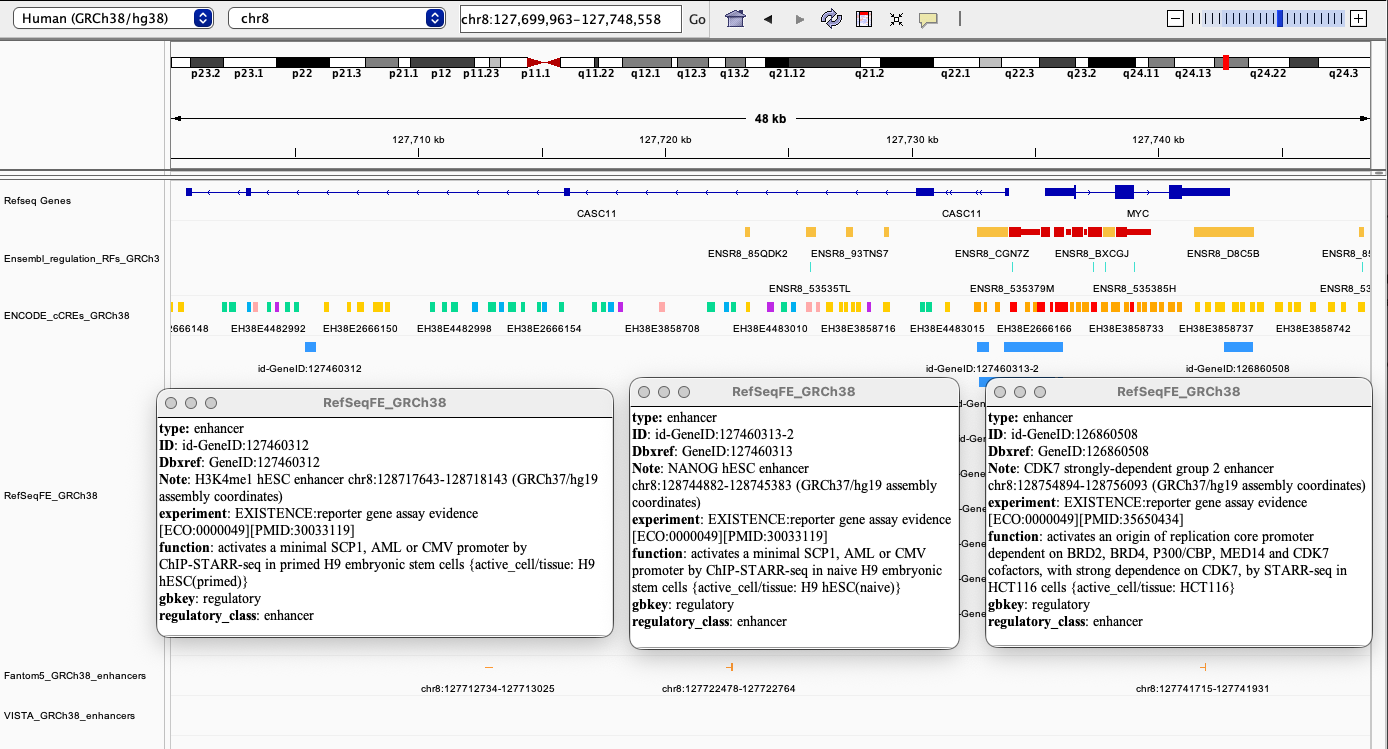 Human (GRCh38/hg38) chr8 chr8:127,699,963-127,748,558 Go
p23.2 p23.1 p22 p21.3 p21.1 p12 p11.23 p11.1 q11.22 q12.1 q12.3 q13.2 q21.12 q21.2 q22.1 q22.3 q23.2 q24.11 q24.13 q24.22 q24.3
48 kb
127,710 kb 127,720 kb 127,730 kb 127,740 kb
Refseq Genes
CASC11 CASC11 MYC
Ensembl_regulation_RFs_GRCh3
ENSR8_85QDK2 ENSR8_93TNS7 ENSR8_CGN7Z ENSR8_BXCGJ ENSR8_D8C5B ENSR8_85
ENSR8_53535TL ENSR8_535379M ENSR8_535385H ENSR8_53
ENCODE_cCREs_GRCh38
2666148 EH38E4482992 EH38E2666150 EH38E4482998 EH38E2666154 EH38E3858708 EH38E4483010 EH38E3858716 EH38E4483015 EH38E2666166 EH38E3858733 EH38E3858737 EH38E3858742
id-GeneID:127460312 id-GeneID:127460313-2 id-GeneID:126860508
RefSeqFE_GRCh38
RefSeqFE_GRCh38
type: enhancer
ID: id-GeneID:127460312
Dbxref: GeneID:127460312
Note: H3K4me1 hESC enhancer chr8:128717643-128718143 (GRCh37/hg19
assembly coordinates)
experiment: EXISTENCE:reporter gene assay evidence
[ECO:0000049][PMID:30033119]
function: activates a minimal SCP1, AML or CMV promoter by
ChIP-STARR-seq in primed H9 embryonic stem cells {active_cell/tissue: H9
hESC(primed)}
gbkey: regulatory
regulatory_class: enhancer
RefSeqFE_GRCh38
type: enhancer
ID: id-GeneID:127460313-2
Dbxref: GeneID:127460313
Note: NANOG hESC enhancer
chr8:128744882-128745383 (GRCh37/hg19 assembly
coordinates)
experiment: EXISTENCE:reporter gene assay evidence
[ECO:0000049][PMID:30033119]
function: activates a minimal SCP1, AML or CMV
promoter by ChIP-STARR-seq in naive H9 embryonic
stem cells {active_cell/tissue: H9 hESC(naive)}
gbkey: regulatory
regulatory_class: enhancer
d-Gen
d-Gen
-Gene
-Gene
-Gene
-Gene
-Gene
RefSeqFE_GRCh38
type: enhancer
ID: id-GeneID:126860508
Dbxref: GeneID:126860508
Note: CDK7 strongly-dependent group 2 enhancer
chr8:128754894-128756093 (GRCh37/hg19 assembly coordinates)
experiment: EXISTENCE:reporter gene assay evidence
[ECO:0000049][PMID:35650434]
function: activates an origin of replication core promoter
dependent on BRD2, BRD4, P300/CBP, MED14 and CDK7
cofactors, with strong dependence on CDK7, by STARR-seq in
HCT116 cells {active_cell/tissue: HCT116}
gbkey: regulatory
regulatory_class: enhancer
Fantom5_GRCh38_enhancers
chr8:127712734-127713025 chr8:127722478-127722764 chr8:127741715-127741931
VISTA_GRCh38_enhancers